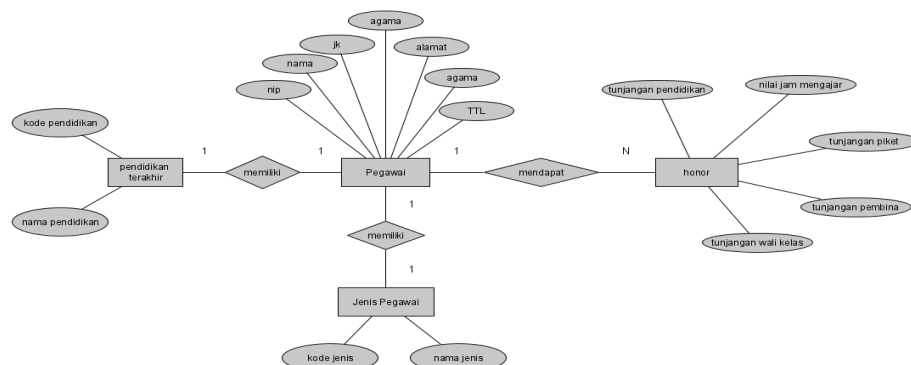 agama
jk
alamat
nama
agama
nip
TTL
tunjangan pendidikan
nilai jam mengajar
kode pendidikan
1
1
1
N
tunjangan piket
pendidikan
terakhir
memiliki
Pegawai
mendapat
honor
1
tunjangan pembina
nama pendidikan
memiliki
tunjangan wali kelas
1
Jenis Pegawai
kode jenis
nama jenis